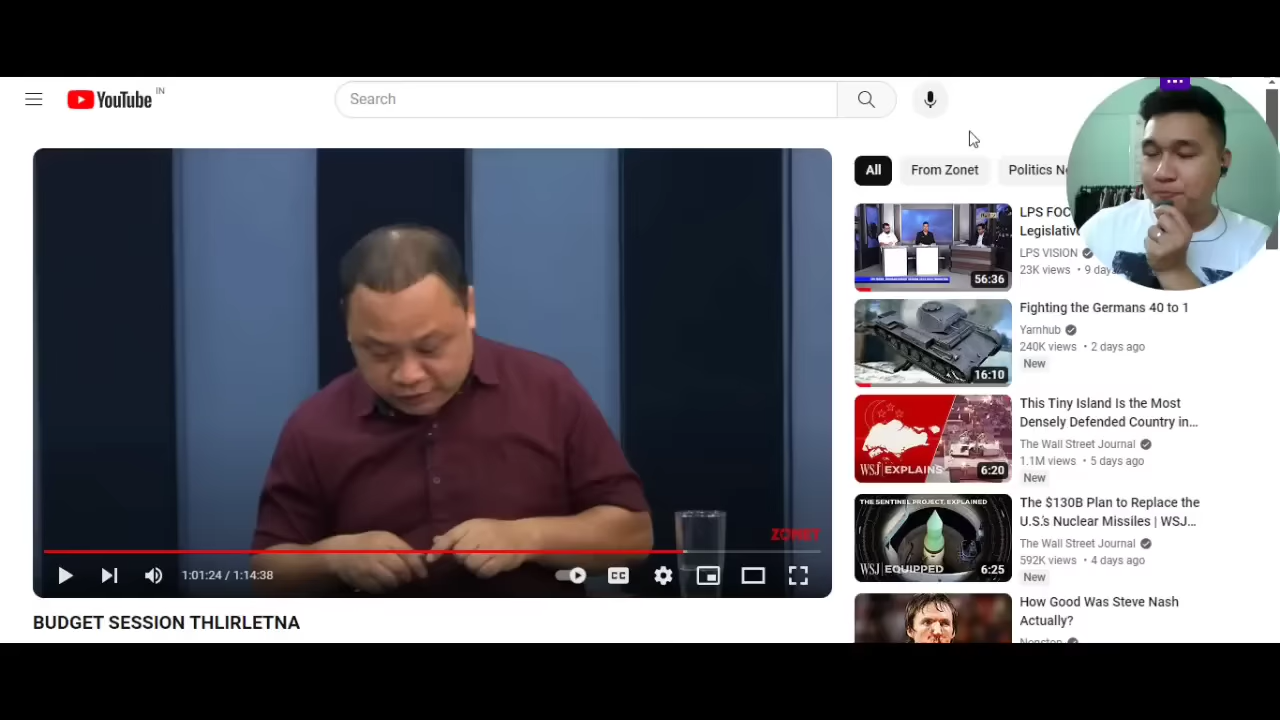 YouTube IN
Search
All
From Zonet
Politics
ZONET
1:01:24 / 1:14:38
CC
BUDGET SESSION THLIRLETNA
56:36
LPS
LPS VISION
23K views • 9
16:10
Fighting the Germans 40 to 1
Yarnhub
240K views • 2 days ago
New
WSJ EXPLAINS
6:20
This Tiny Island Is the Most
Densely Defended Country in...
The Wall Street Journal
1.1M views • 5 days ago
New
THE SENTINEL PROJECT, EXPLAINED
WSJ EQUIPPED
6:25
The $130B Plan to Replace the
U.S.'s Nuclear Missiles | WSJ...
The Wall Street Journal
592K views • 4 days ago
New
How Good Was Steve Nash
Actually?